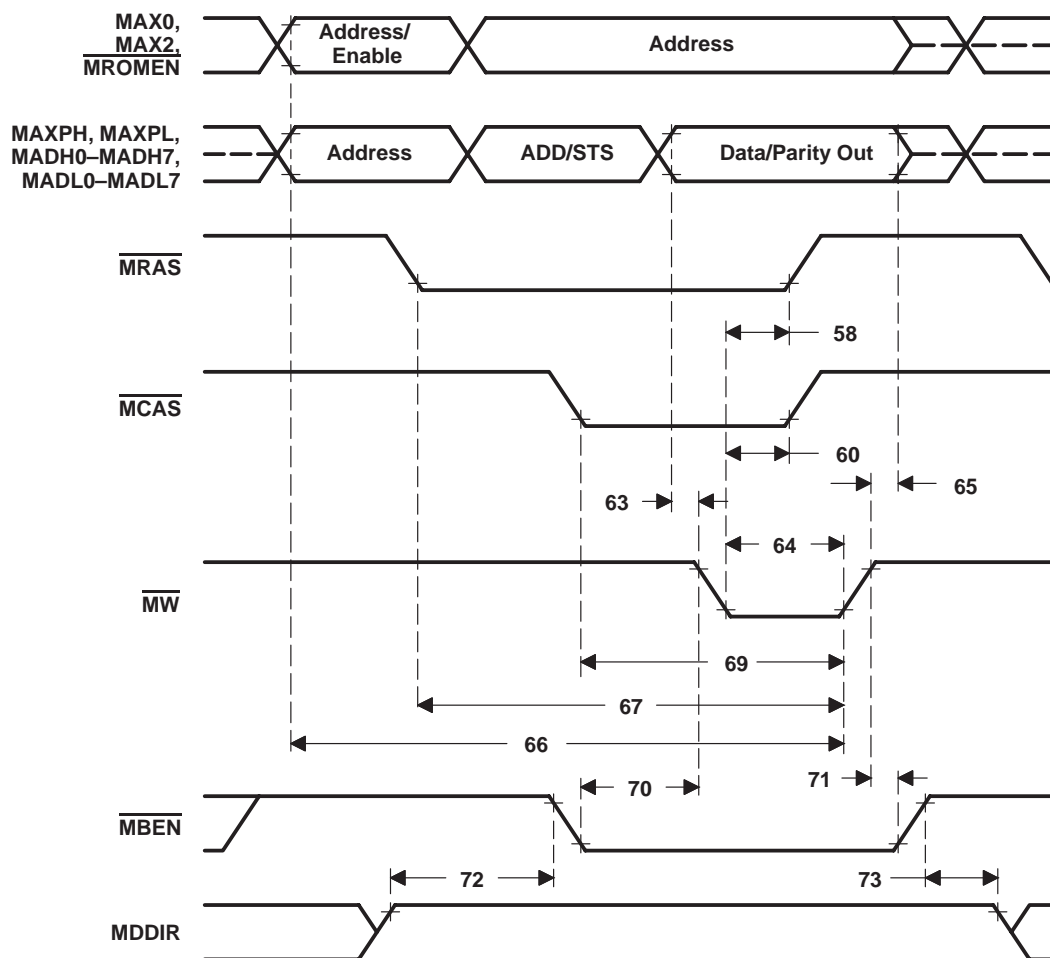 MAX0,
MAX2,
MROMEN
Address/
Enable
Address
MAXPH, MAXPL,
MADH0–MADH7,
MADL0–MADL7
Address
ADD/STS
Data/Parity Out
MRAS
58
MCAS
60
65
63
64
MW
69
67
66
71
70
MBEN
72
73
MDDIR